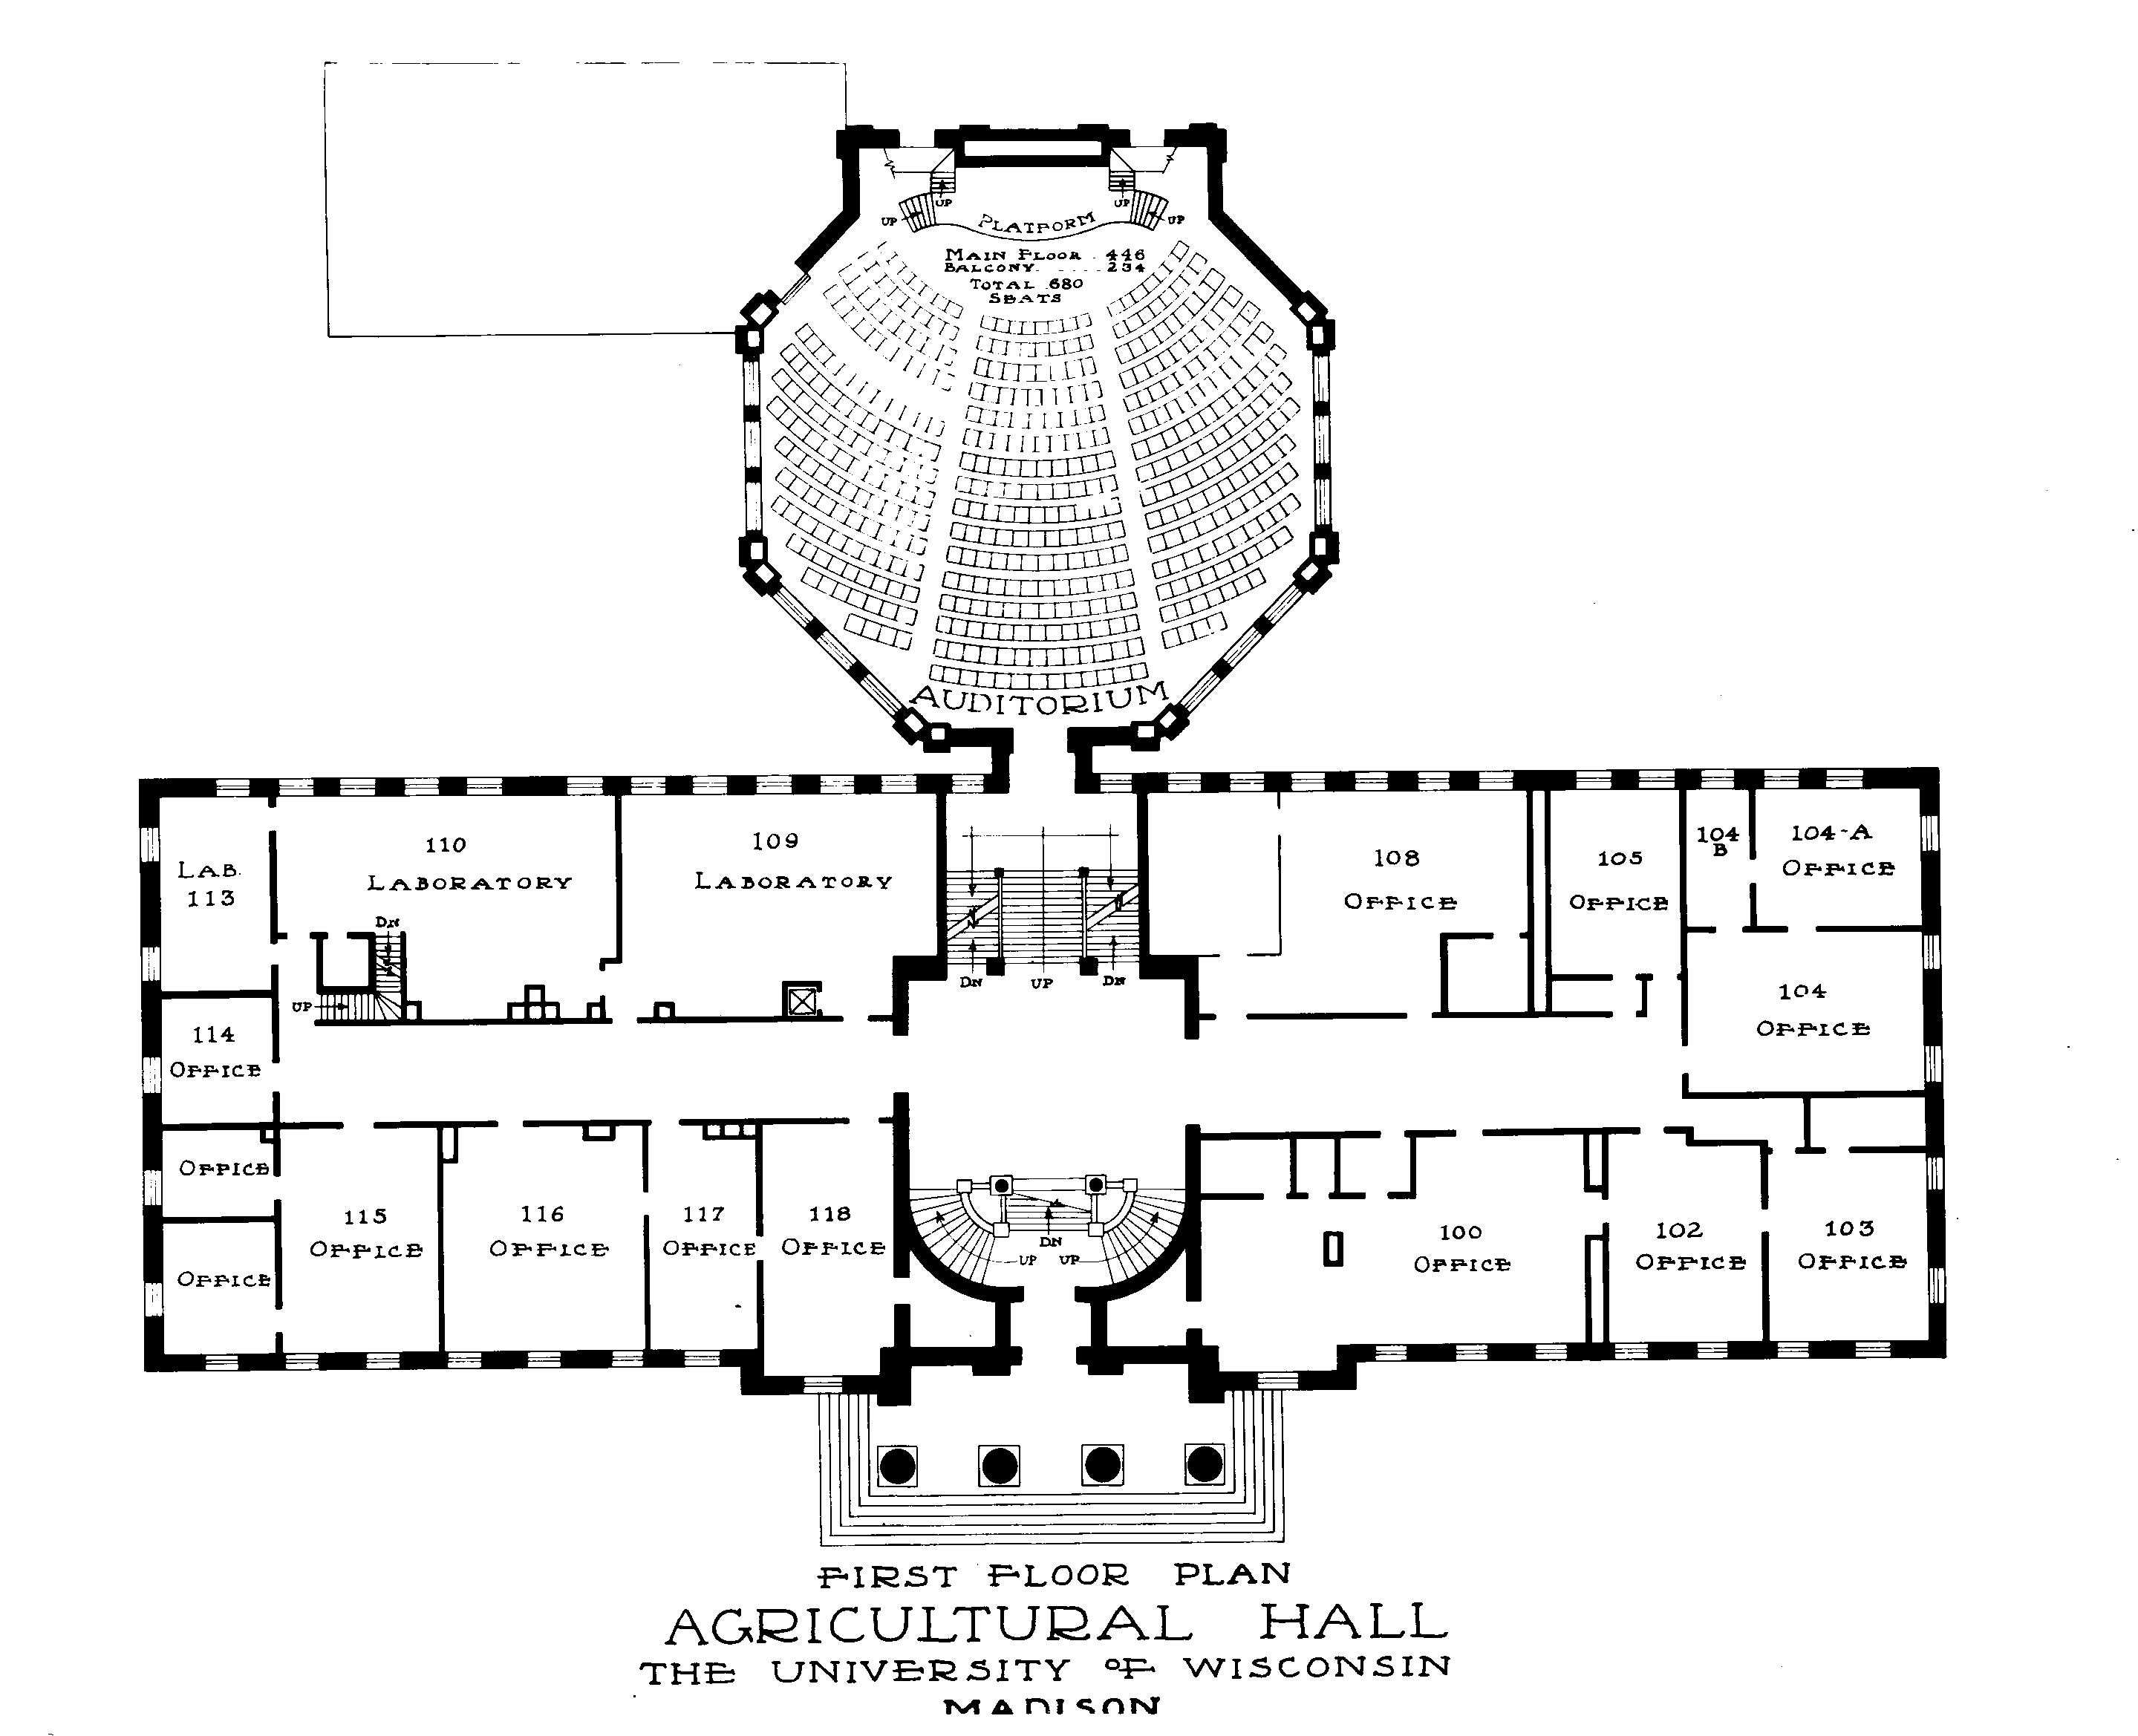 UP
UP
UP
UP
PLATFORM
MAIN FLOOR . 446
BALCONY ..... 234
TOTAL .680
SEATS
AUDITORIUM
LAB.
113
110
LABORATORY
DN
UP
109
LABORATORY
DN
UP
DN
108
OFFICE
105
OFFICE
104
B
104-A
OFFICE
104
OFFICE
114
OFFICE
OFFICE
OFFICE
115
OFFICE
116
OFFICE
117
OFFICE
118
OFFICE
DN
UP
UP
100
OFFICE
102
OFFICE
103
OFFICE
FIRST FLOOR PLAN
AGRICULTURAL HALL
THE UNIVERSITY OF WISCONSIN
MADISON